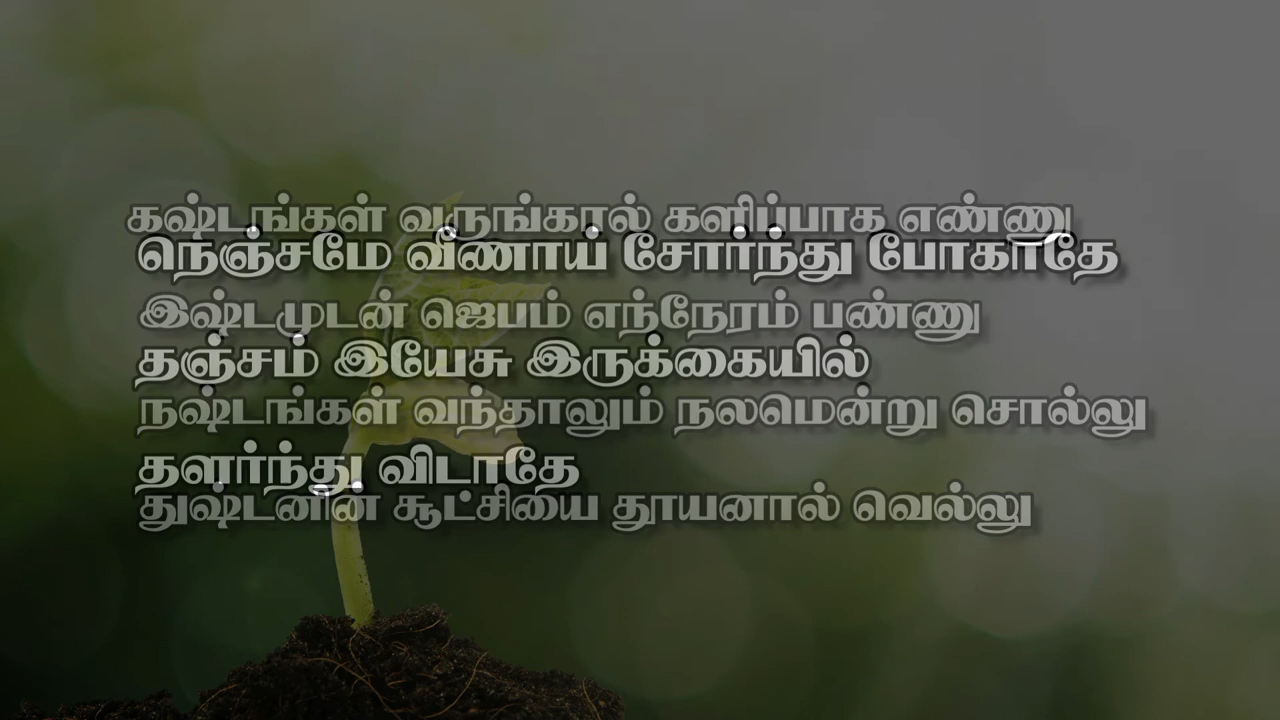 கஷ்டங்கள் வருங்கால் களிப்பாக எண்ணு
நெஞ்சமே வீணாய் சோர்ந்து போகாதே
இஷ்டமுடன் ஜெபம் எந்நேரம் பண்ணு
தஞ்சம் இயேசு இருக்கையில்
நஷ்டங்கள் வந்தாலும் நலமென்று சொல்லு
தளர்ந்து விடாதே
துஷ்டனின் சூட்சியை தூயனால் வெல்லு